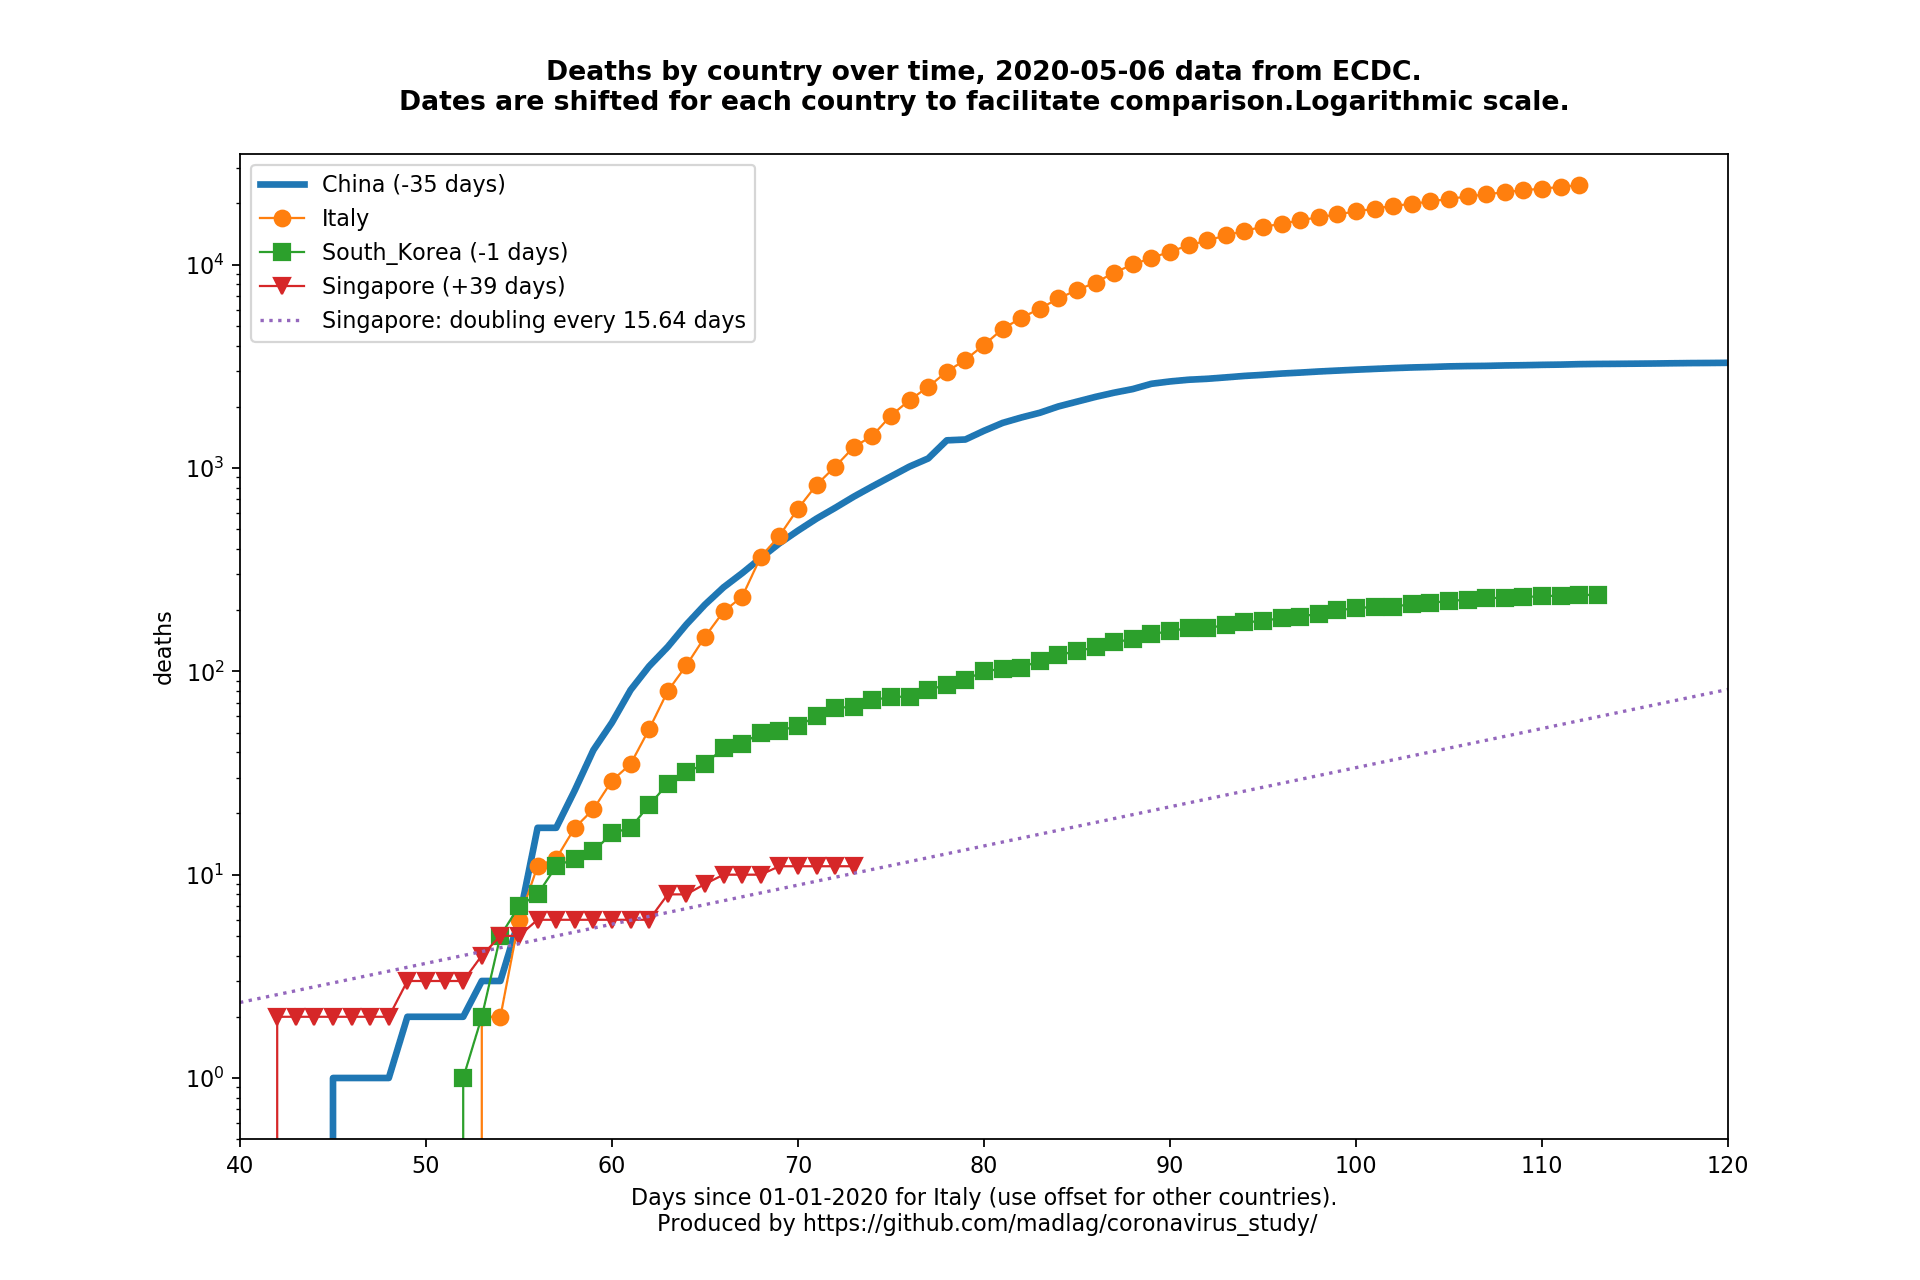 Deaths by country over time, 2020-05-06 data from ECDC.
Dates are shifted for each country to facilitate comparison.Logarithmic scale.
China (-35 days)
Italy
South_Korea (-1 days)
Singapore (+39 days)
Singapore: doubling every 15.64 days
deaths
10^4
10^3
10^2
10^1
10^0
40 50 60 70 80 90 100 110 120
Days since 01-01-2020 for Italy (use offset for other countries).
Produced by https://github.com/madlag/coronavirus_study/